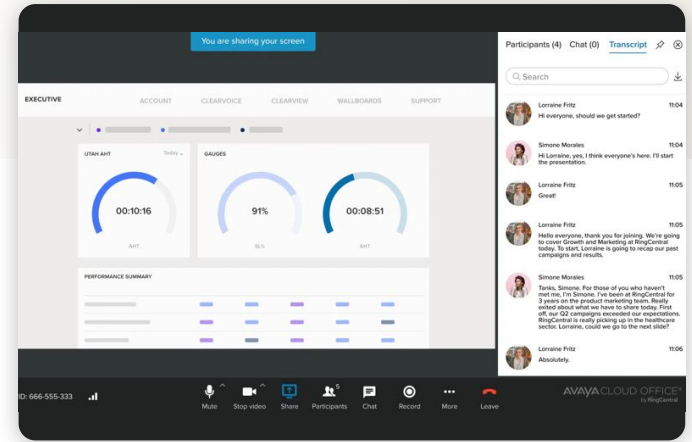 You are sharing your screen
Participants (4) Chat (0) Transcript
Search
EXECUTIVE ACCOUNT CLEARVOICE CLEARVIEW WALLBOARDS SUPPORT
UTAH AHT Today
GAUGES
00:10:16
91%
00:08:51
AHT
SLS
PERFORMANCE SUMMARY
Lorraine Fritz 11:04
Hi everyone, should we get started?
Simone Morales 11:04
Hi Lorraine, yes, I think everyone's here. I'll start
the presentation.
Lorraine Fritz 11:05
Great!
Lorraine Fritz 11:05
Hello everyone, thank you for joining. We're going
to cover Growth and Marketing at RingCentral
today. To start, Lorraine is going to recap our past
campaigns and results.
Simone Morales 11:05
Tanks, Simone. For those of you who haven't
met me, I'm Simone. I've been at RingCentral for
3 years on the product marketing team. Really
exited about what we have to share today. First
off, our Q2 campaigns exceeded our expectations.
RingCentral is really picking up in the healthcare
sector. Lorraine, could we go to the next slide?
Lorraine Fritz 11:06
Absolutely.
ID: 666-555-333
5
Mute Stop video Share Participants Chat Record More Leave
AVAYA CLOUD OFFICE
by RingCentral